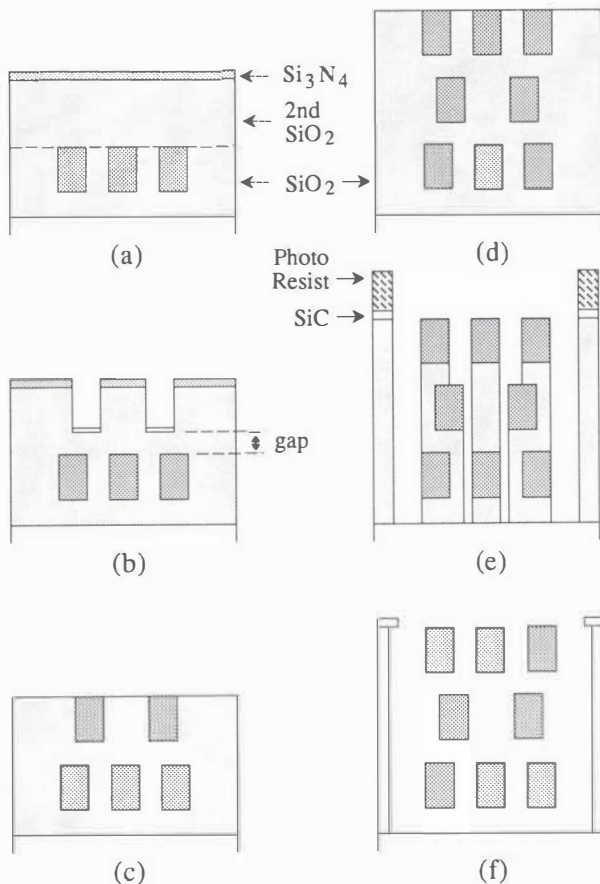 Si₃N₄
2nd
SiO₂
SiO₂
(a)
(d)
Photo
Resist
SiC
gap
(b)
(e)
(c)
(f)